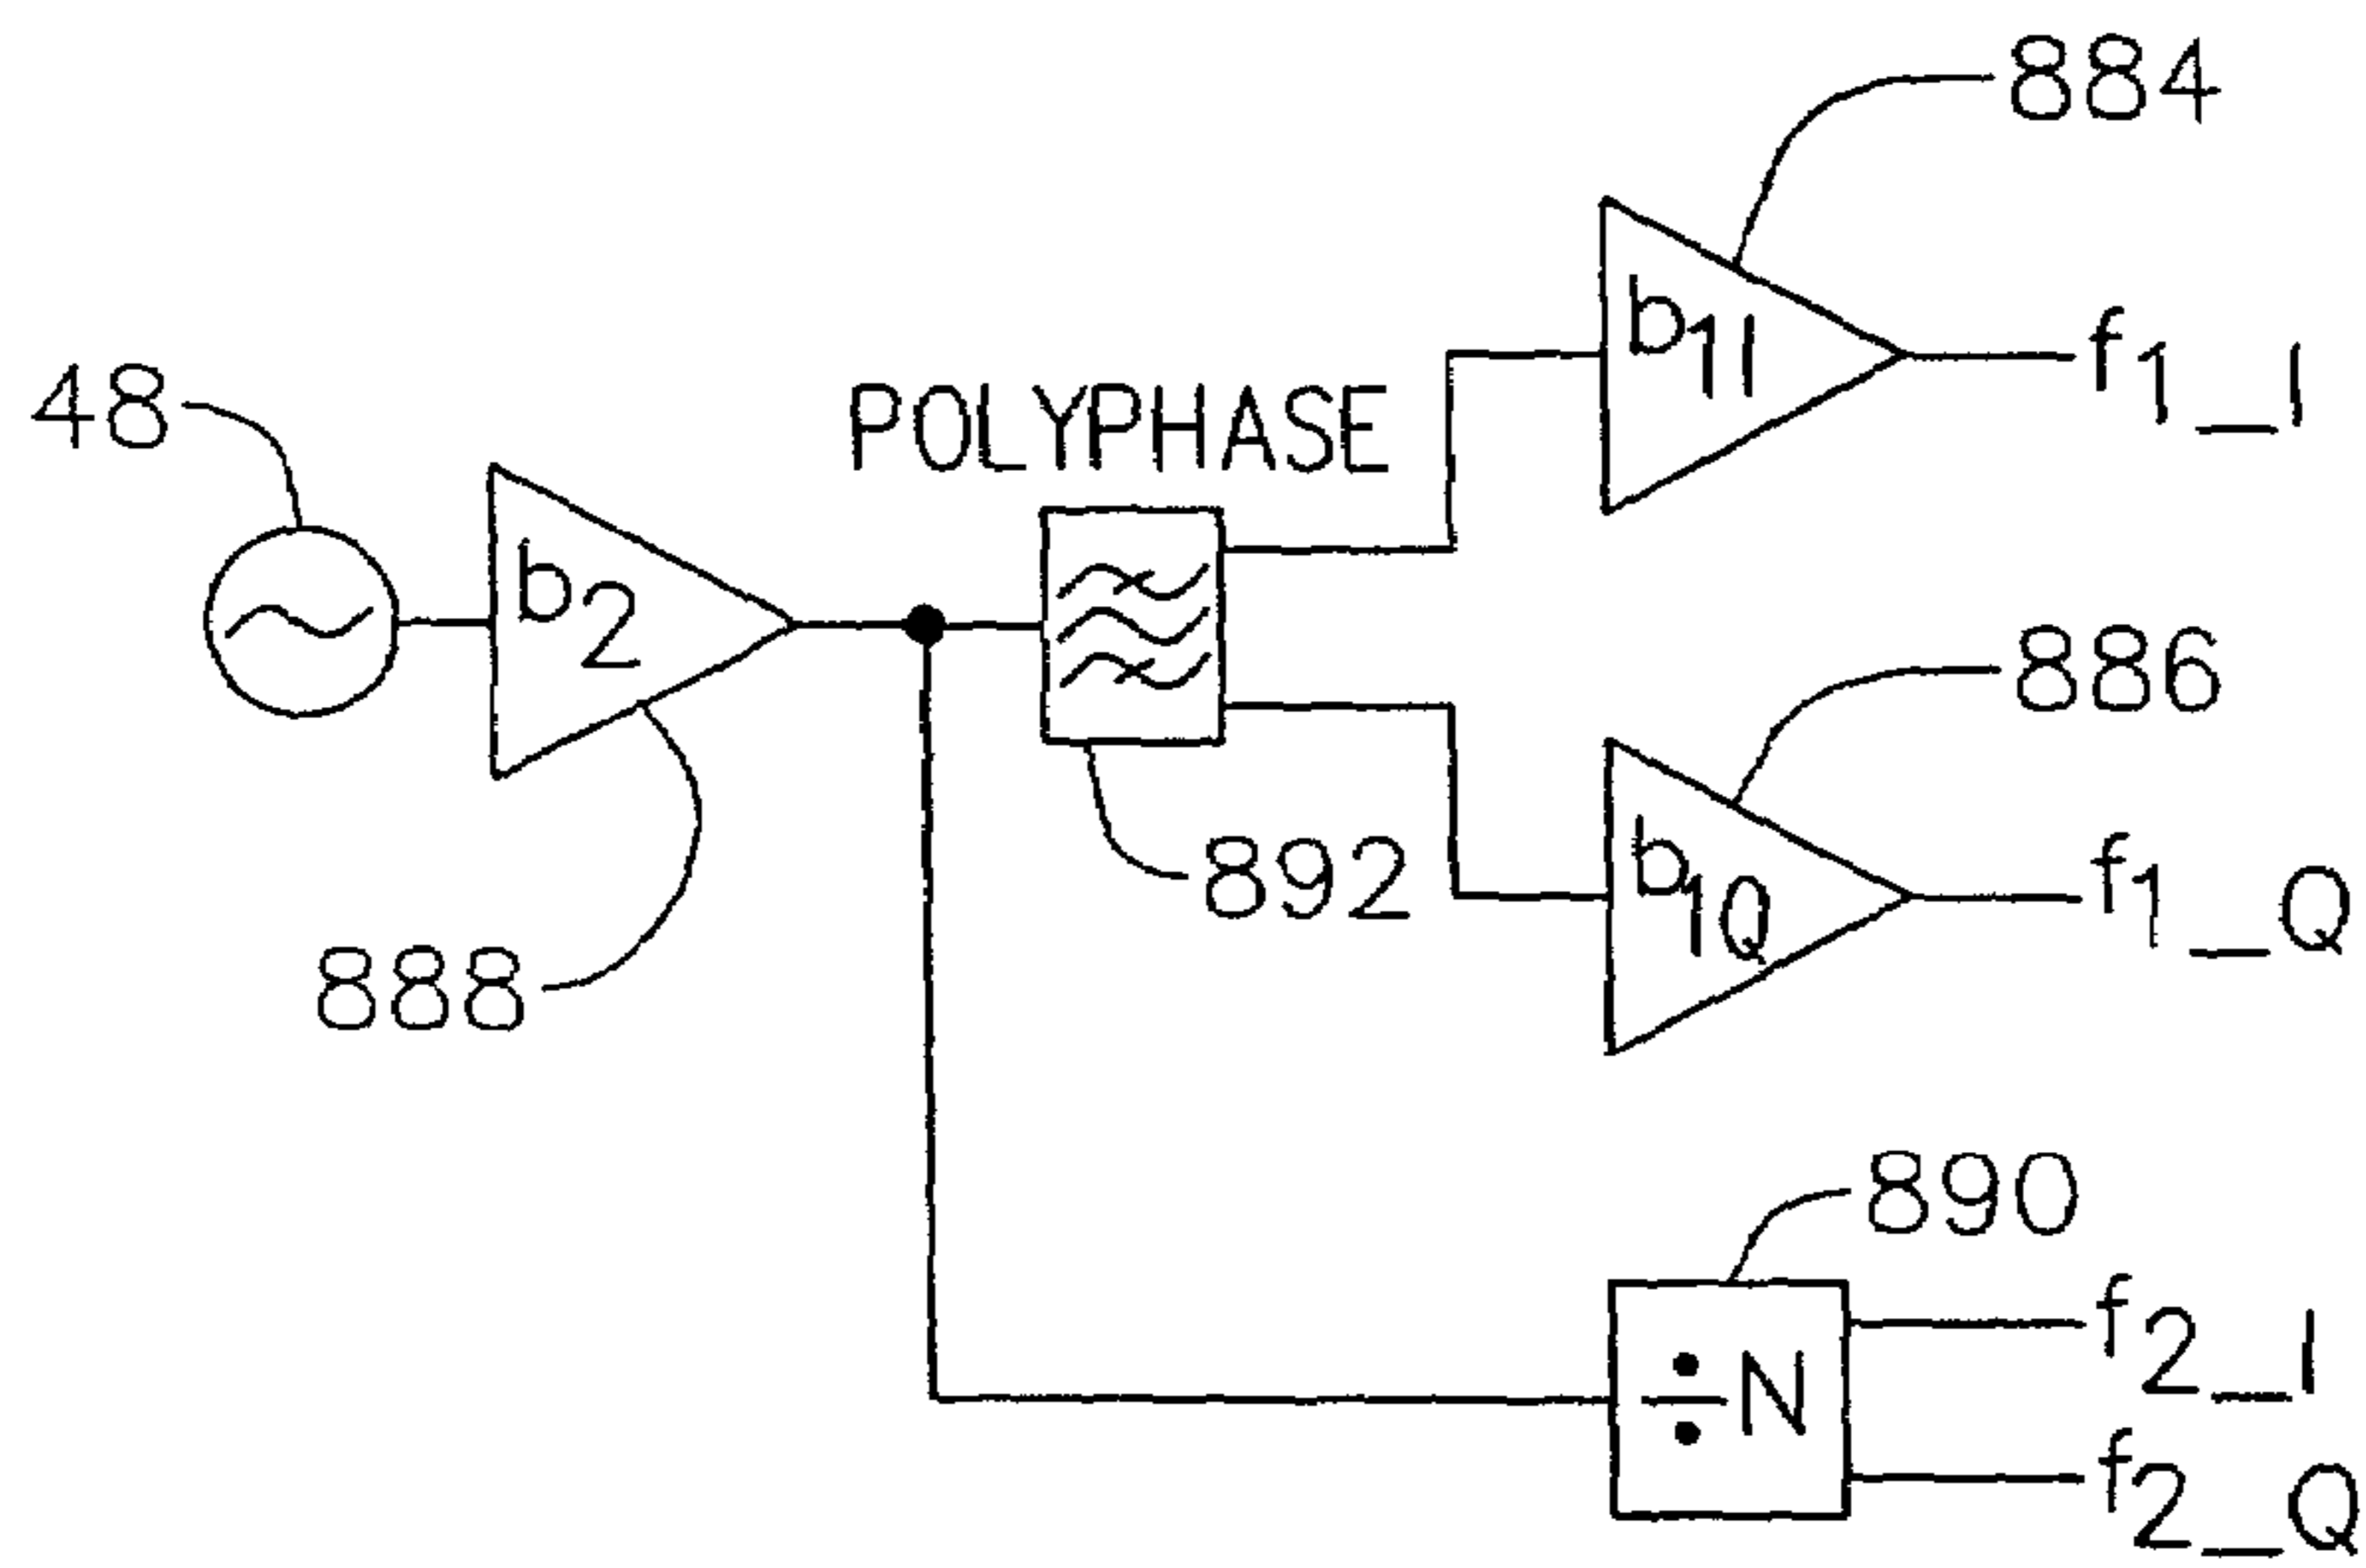 884
b1I
f1_I
48
POLYPHASE
b2
886
892
b1Q
f1_Q
888
890
÷N
f2_I
f2_Q